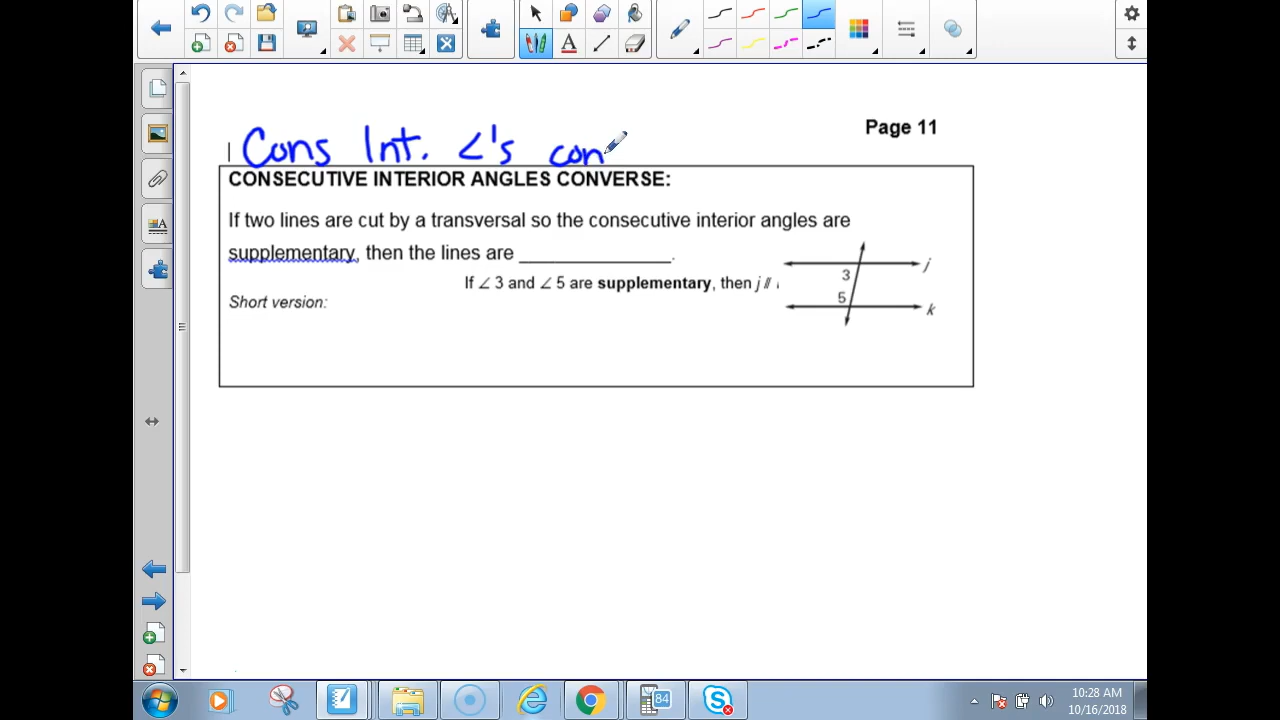 Page 11
Cons Int. ∠'s con
CONSECUTIVE INTERIOR ANGLES CONVERSE:
If two lines are cut by a transversal so the consecutive interior angles are
supplementary, then the lines are ______________.
If ∠ 3 and ∠ 5 are supplementary, then j //
Short version:
j
3
5
k
84
10:28 AM
10/16/2018